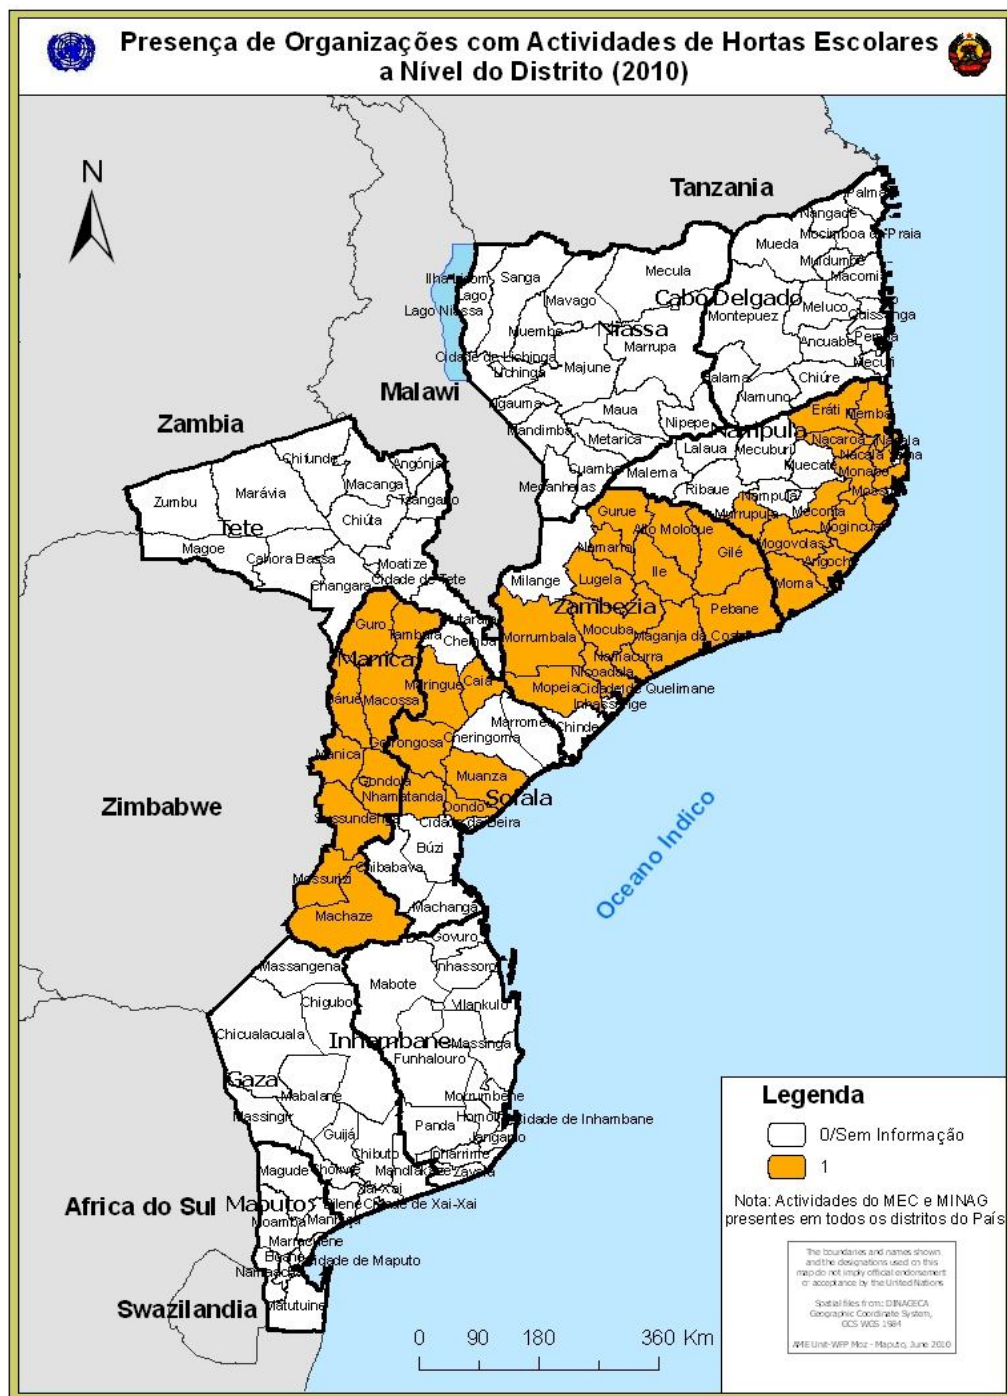 Presença de Organizações com Actividades de Hortas Escolares
a Nível do Distrito (2010)
N
Tanzania
Palma
Nangade
Mueda
Muidumbe
Mecula
Sanga
Lago
Mavago
Cabo Delgado
Montepuez
Meluco
Quissanga
Lago Niassa
Muembe
Niassa
Marrupa
Ancuabe
Pemba
Mecufi
Cidade de Lichinga
Lichinga
Majune
Malawi
Balama
Chiúre
Namuno
Ngauma
Maua
Nipepe
Eráti
Memba
Mandimba
Metarica
Nampula
Nacaroa
Zambia
Lalaua
Mecuburi
Muecate
Monapo
Cuamba
Malema
Mecanhelas
Ribaue
Nampula
Meconta
Chifunde
Angónia
Macanga
Tsangano
Zumbu
Marávia
Chiúta
Tete
Magoe
Cahora Bassa
Moatize
Cidade de Tete
Changara
Mutarara
Gurue
Alto Moloque
Murrupula
Mogincual
Mogovolas
Gilé
Angoche
Moma
Namarroi
Milange
Lugela
Ile
Zambezia
Pebane
Morrumbala
Mocuba
Maganja da Costa
Namacurra
Nicoadala
Mopeia
Cidade de Quelimane
Inhassunge
Chinde
Guro
Tambara
Chemba
Manica
Maringue
Caia
Bárue
Macossa
Marromeu
Cheringoma
Gorongosa
Manica
Muanza
Gondola
Nhamatanda
Sofala
Dondo
Sussundenga
Cidade da Beira
Zimbabwe
Búzi
Chibabava
Mossurizi
Machanga
Machaze
Oceano Indico
Govuro
Massangena
Inhassoro
Mabote
Chigubo
Vilankulo
Chicualacuala
Inhambane
Massinga
Funhalouro
Gaza
Mabalane
Morrumbene
Massingir
Panda
Cidade de Inhambane
Jangamo
Guijá
Chibuto
Inharrime
Zavala
Magude
Chokwe
Mandlakaze
Xai-Xai
Africa do Sul
Maputo
Bilene
Cidade de Xai-Xai
Moamba
Manhiça
Marracuene
Boane
Cidade de Maputo
Namaacha
Swazilandia
Matutuine
0 90 180 360 Km
Legenda
0/Sem Informação
1
Nota: Actividades do MEC e MINAG
presentes em todos os distritos do País
The boundaries and names shown
and the designations used on this
map do not imply official endorsement
or acceptance by the United Nations
Spatial files from: DINAGECA
Geographic Coordinate System,
GCS WGS 1984
AME Unit-WFP Moz - Maputo, June 2010